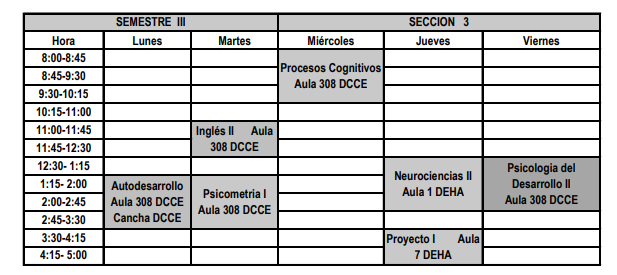 SEMESTRE III SECCION 3
Hora Lunes Martes Miércoles Jueves Viernes
8:00-8:45
8:45-9:30
9:30-10:15
10:15-11:00
11:00-11:45
11:45-12:30
12:30- 1:15
1:15- 2:00
2:00-2:45
2:45-3:30
3:30-4:15
4:15- 5:00
Autodesarrollo
Aula 308 DCCE
Cancha DCCE
Inglés II Aula
308 DCCE
Psicometria I
Aula 308 DCCE
Procesos Cognitivos
Aula 308 DCCE
Neurociencias II
Aula 1 DEHA
Proyecto I Aula
7 DEHA
Psicologia del
Desarrollo II
Aula 308 DCCE